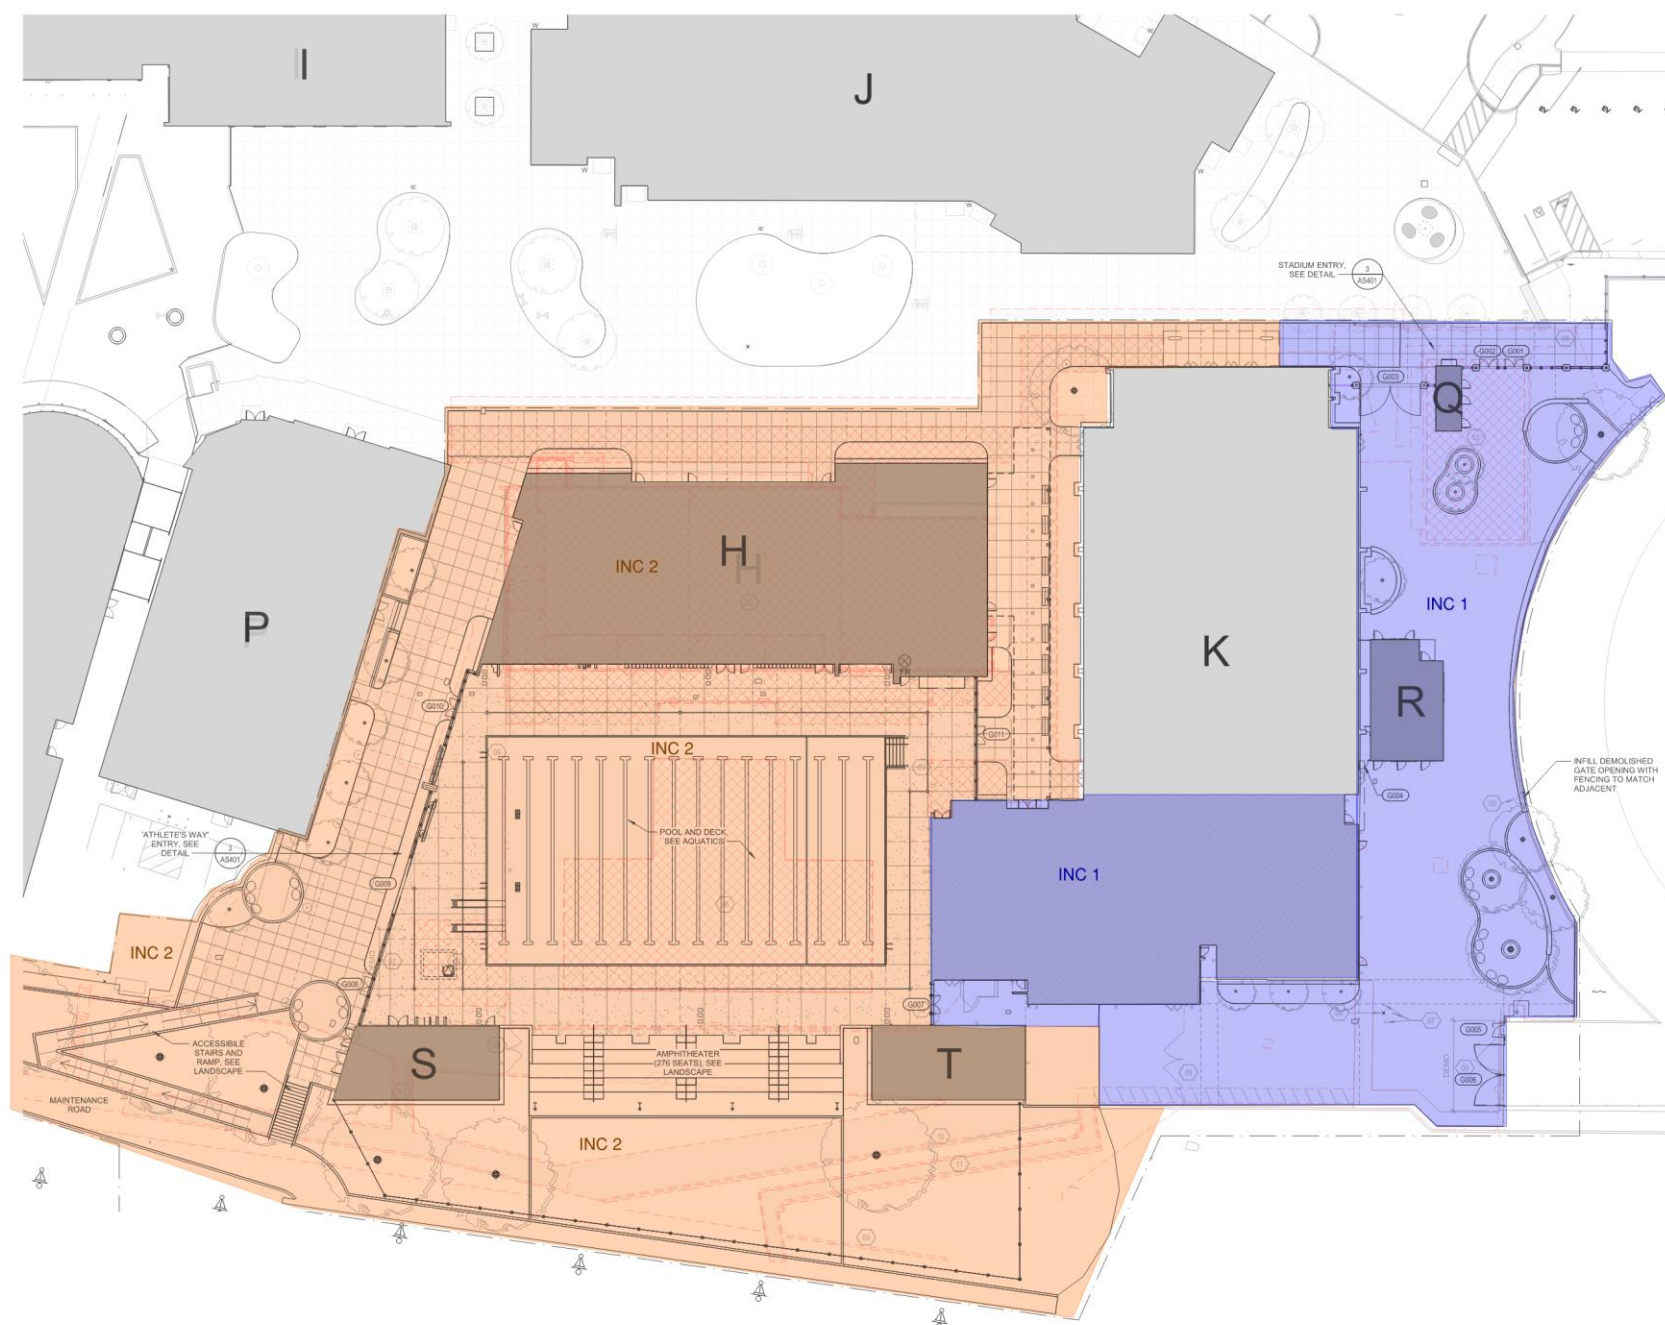 I
J
STADIUM ENTRY,
SEE DETAIL
3
AS401
G002
G001
G003
Q
H
INC 2
P
K
INC 1
R
G010
G011
INC 2
INFILL DEMOLISHED
GATE OPENING WITH
FENCING TO MATCH
ADJACENT
G004
POOL AND DECK,
SEE AQUATICS
'ATHLETE'S WAY'
ENTRY, SEE
DETAIL
3
AS401
G009
INC 1
INC 2
G008
G007
DEMO
G005
G006
DEMO
ACCESSIBILE
STAIRS AND
RAMP, SEE
LANDSCAPE
S
AMPHITHEATER
(276 SEATS), SEE
LANDSCAPE
T
MAINTENANCE
ROAD
INC 2